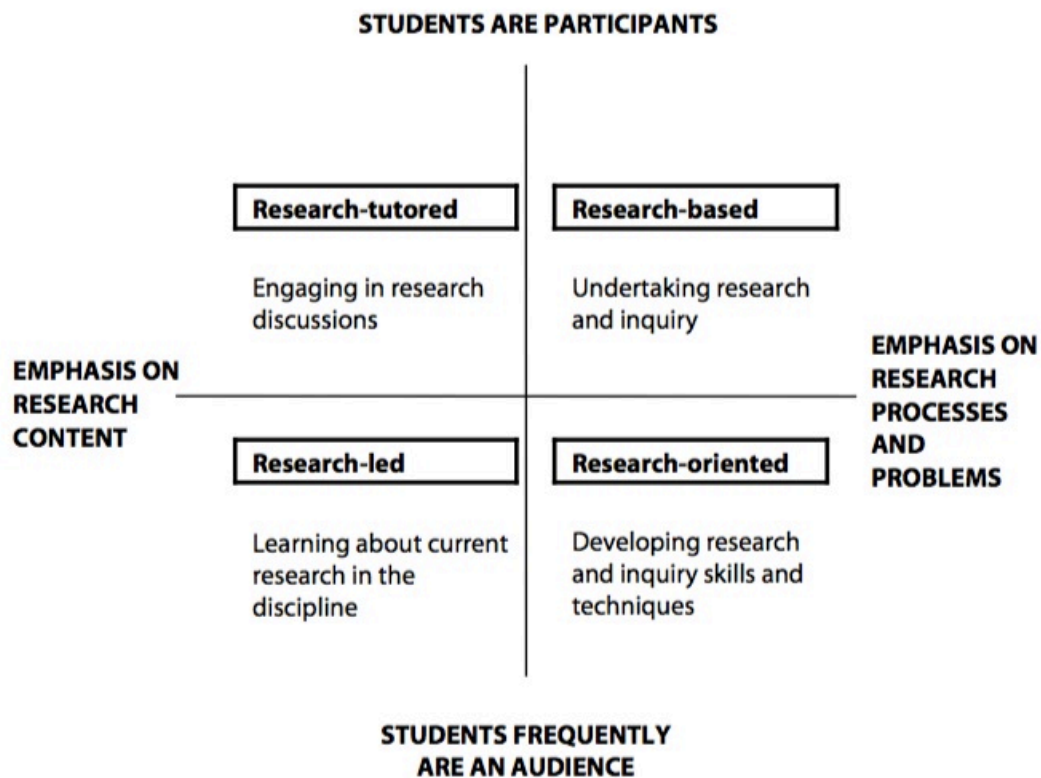 STUDENTS ARE PARTICIPANTS
Research-tutored
Engaging in research
discussions
Research-based
Undertaking research
and inquiry
EMPHASIS ON
RESEARCH
CONTENT
EMPHASIS ON
RESEARCH
PROCESSES
AND
PROBLEMS
Research-led
Learning about current
research in the
discipline
Research-oriented
Developing research
and inquiry skills and
techniques
STUDENTS FREQUENTLY
ARE AN AUDIENCE